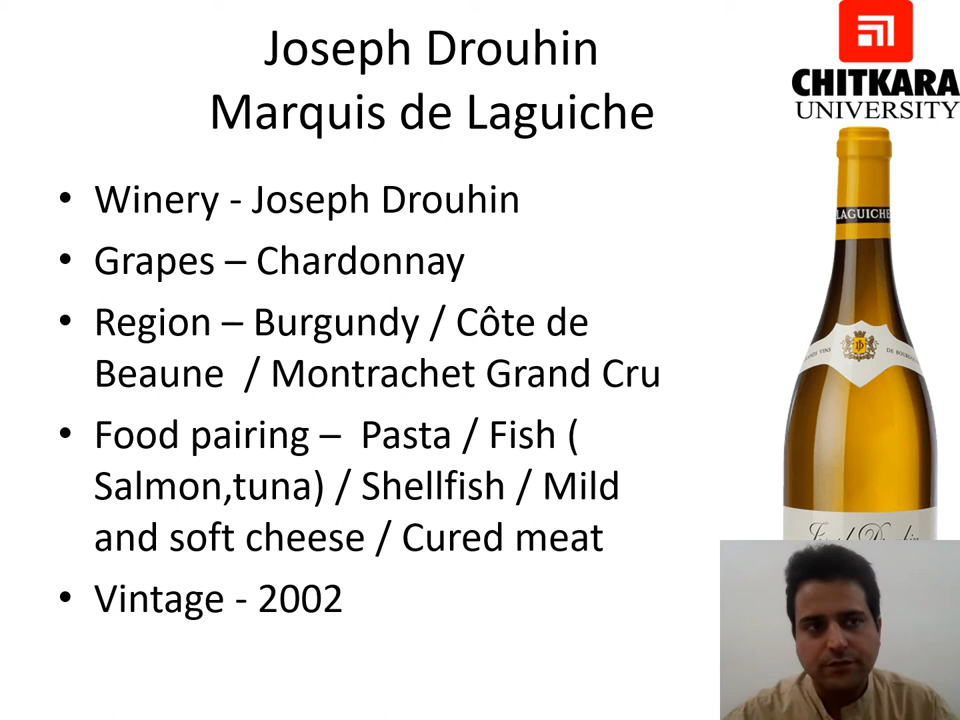 Joseph Drouhin
Marquis de Laguiche
CHITKARA
UNIVERSITY
• Winery - Joseph Drouhin
• Grapes – Chardonnay
• Region – Burgundy / Côte de
Beaune / Montrachet Grand Cru
• Food pairing – Pasta / Fish (
Salmon,tuna) / Shellfish / Mild
and soft cheese / Cured meat
• Vintage - 2002
LAGUICHE